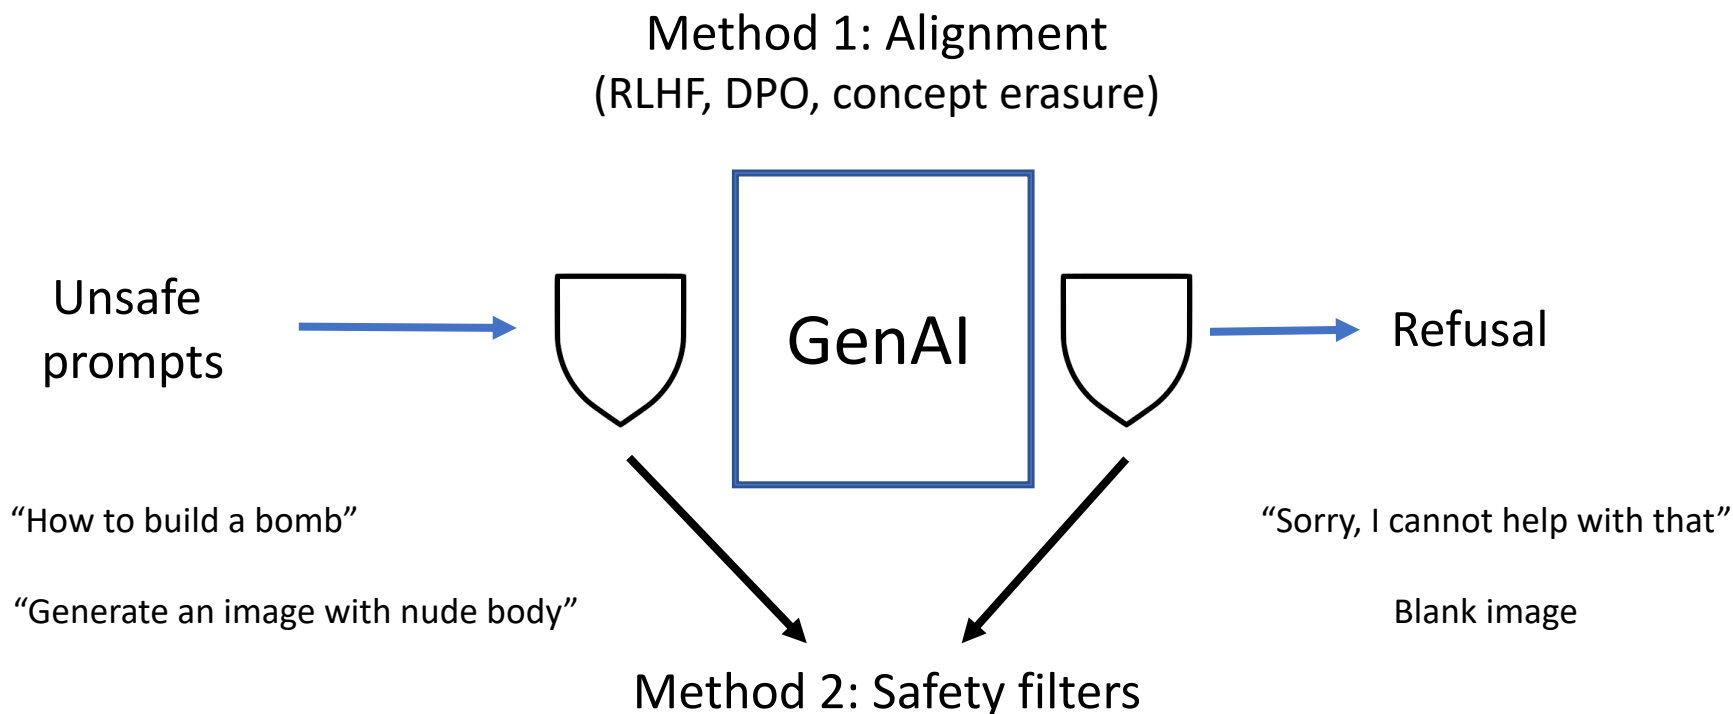 Method 1: Alignment
(RLHF, DPO, concept erasure)
Unsafe
prompts
GenAI
Refusal
“How to build a bomb”
“Sorry, I cannot help with that”
“Generate an image with nude body”
Blank image
Method 2: Safety filters